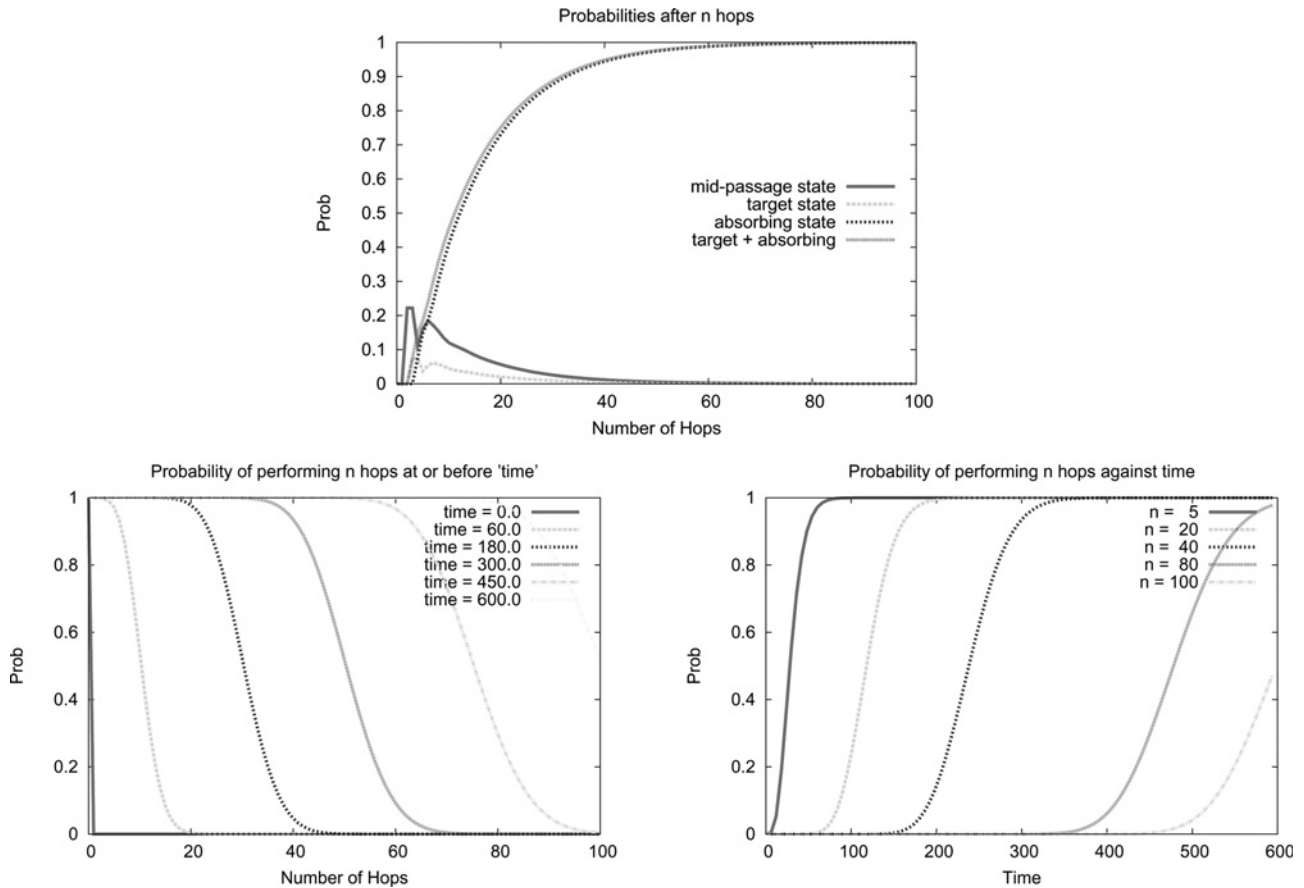 Probabilities after n hops
1
0.9
0.8
0.7
0.6
0.5
0.4
0.3
0.2
0.1
0
Prob
mid-passage state
target state
absorbing state
target + absorbing
0 20 40 60 80 100
Number of Hops
Probability of performing n hops at or before 'time'
1
0.8
0.6
0.4
0.2
0
Prob
time = 0.0
time = 60.0
time = 180.0
time = 300.0
time = 450.0
time = 600.0
0 20 40 60 80 100
Number of Hops
Probability of performing n hops against time
1
0.8
0.6
0.4
0.2
0
Prob
n = 5
n = 20
n = 40
n = 80
n = 100
0 100 200 300 400 500 600
Time